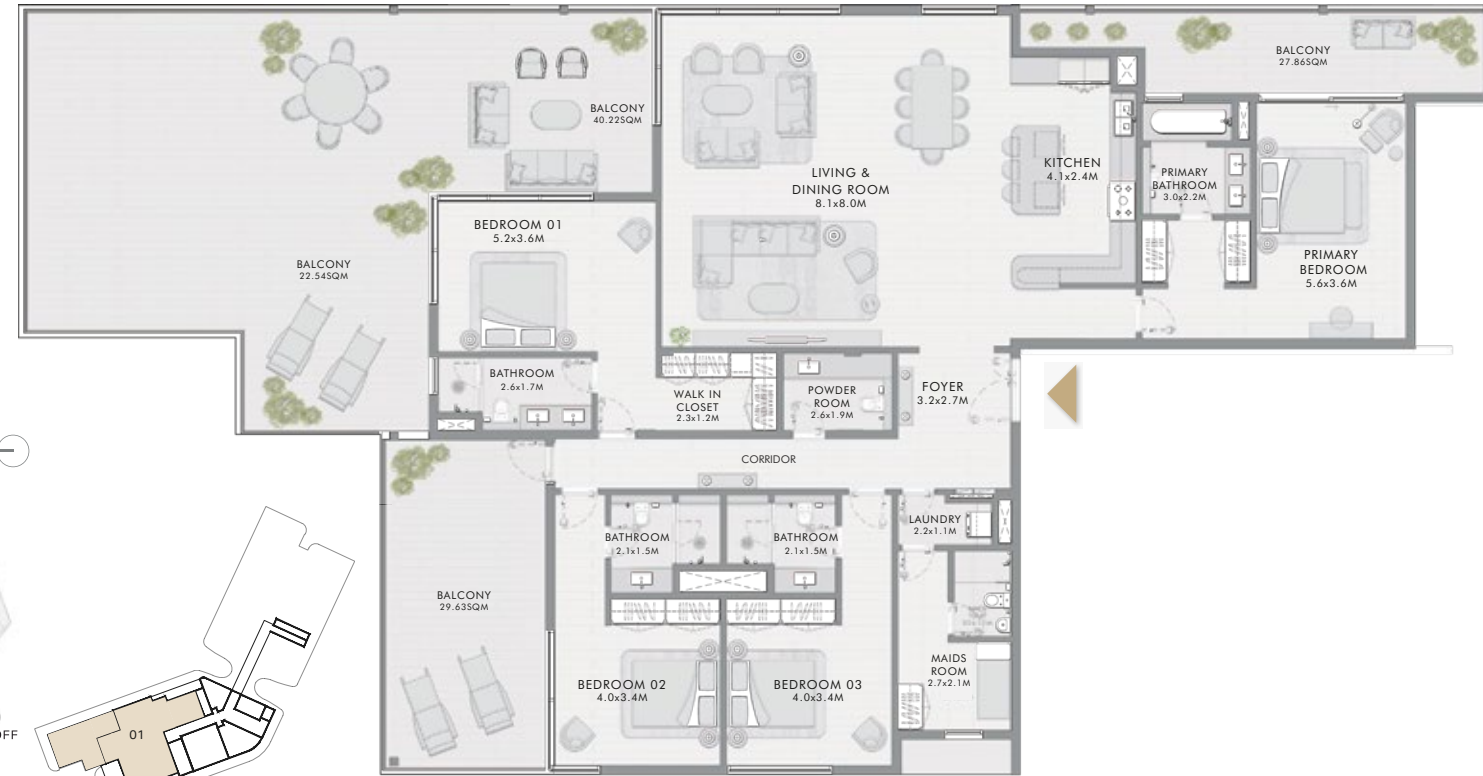 BALCONY
27.86SQM
BALCONY
40.22SQM
LIVING &
DINING ROOM
8.1x8.0M
KITCHEN
4.1x2.4M
PRIMARY
BATHROOM
3.0x2.2M
PRIMARY
BEDROOM
5.6x3.6M
BEDROOM 01
5.2x3.6M
BALCONY
22.54SQM
BATHROOM
2.6x1.7M
WALK IN
CLOSET
2.3x1.2M
POWDER
ROOM
2.6x1.9M
FOYER
3.2x2.7M
CORRIDOR
BATHROOM
2.1x1.5M
BATHROOM
2.1x1.5M
LAUNDRY
2.2x1.1M
BALCONY
29.63SQM
BEDROOM 02
4.0x3.4M
BEDROOM 03
4.0x3.4M
MAIDS
ROOM
2.7x2.1M
OFF
01